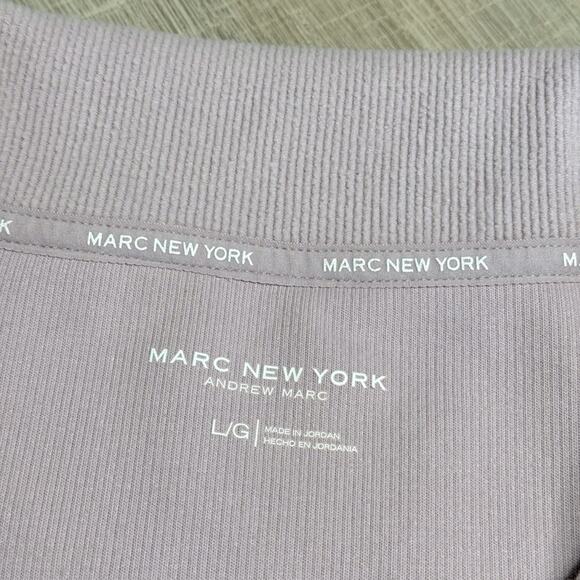 K MARC NEW YORK MARC NEW YORK M
MARC NEW YORK
ANDREW MARC
L/G
MADE IN JORDAN
HECHO EN JORDANIA